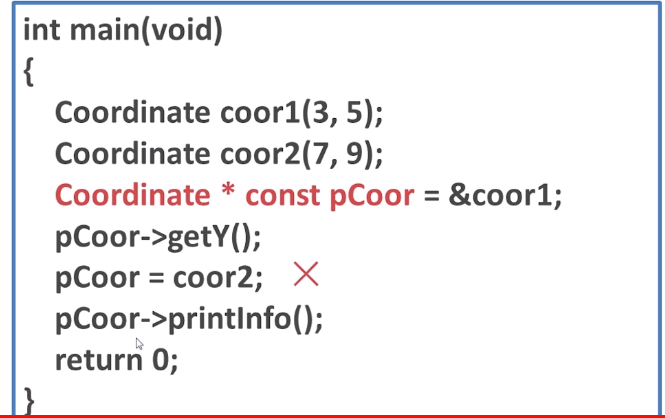 int main(void)
{
Coordinate coor1(3, 5);
Coordinate coor2(7, 9);
Coordinate * const pCoor = &coor1;
pCoor->getY();
pCoor = coor2;
pCoor->printInfo();
return 0;
}